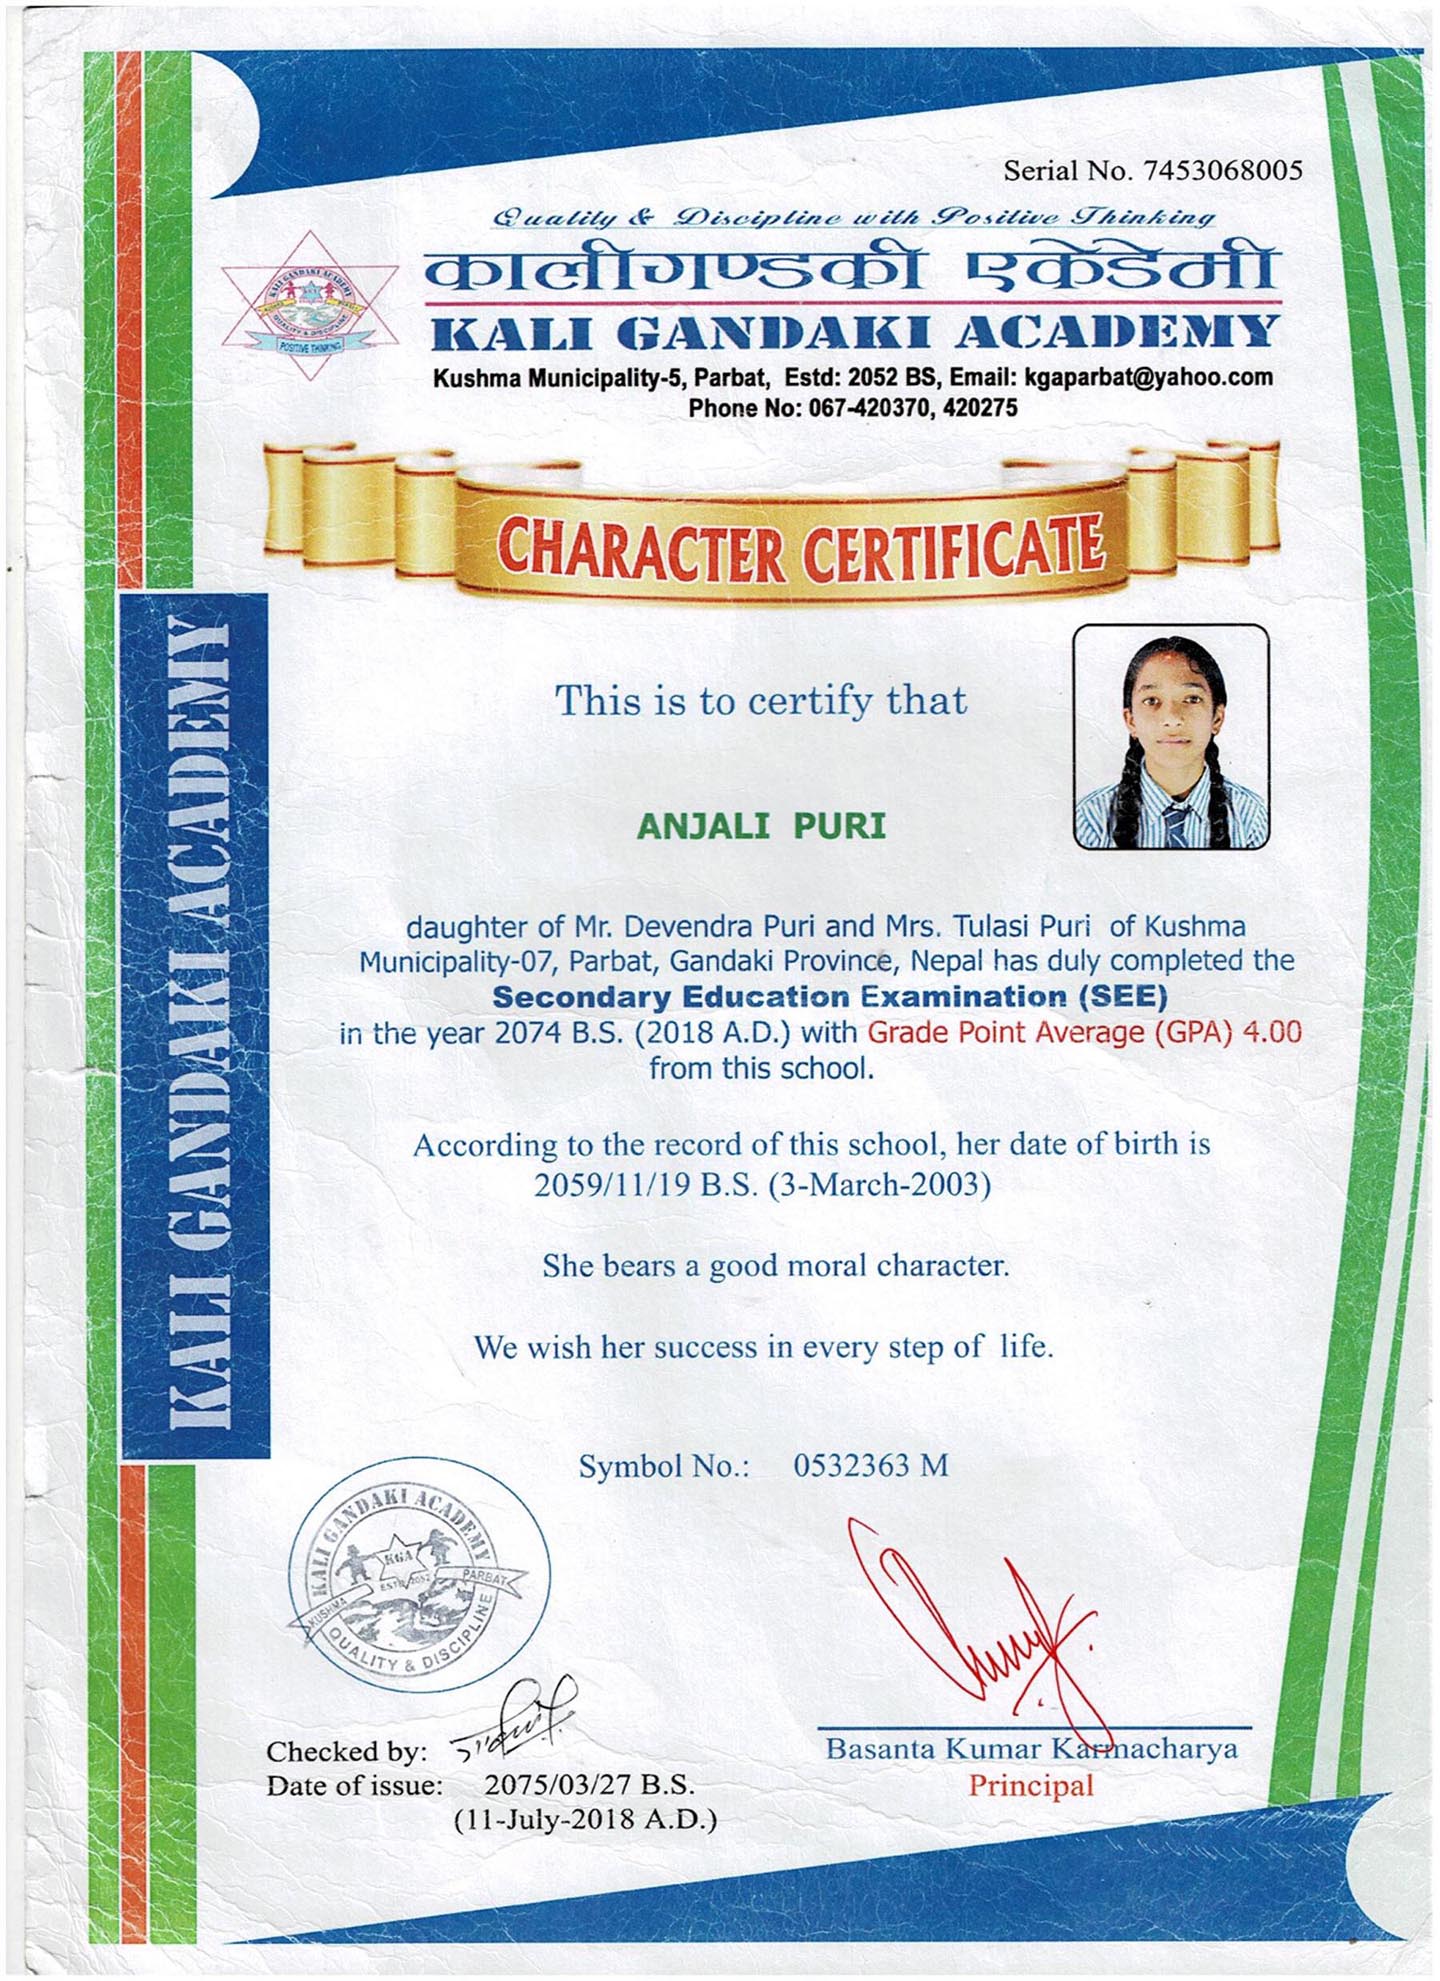 Serial No. 7453068005
Quality & Discipline with Positive Thinking
कालीगण्डकी एकेडेमी
KALI GANDAKI ACADEMY
Kushma Municipality-5, Parbat, Estd: 2052 BS, Email: kgaparbat@yahoo.com
Phone No: 067-420370, 420275
KALI GANDAKI ACADEMY
QUALITY & DISCIPLINE
POSITIVE THINKING
CHARACTER CERTIFICATE
KALI GANDAKI ACADEMY
This is to certify that
ANJALI PURI
daughter of Mr. Devendra Puri and Mrs. Tulasi Puri of Kushma
Municipality-07, Parbat, Gandaki Province, Nepal has duly completed the
Secondary Education Examination (SEE)
in the year 2074 B.S. (2018 A.D.) with Grade Point Average (GPA) 4.00
from this school.
According to the record of this school, her date of birth is
2059/11/19 B.S. (3-March-2003)
She bears a good moral character.
We wish her success in every step of life.
Symbol No.: 0532363 M
KALI GANDAKI ACADEMY
KGA
ESTD 2052
KUSHMA
PARBAT
QUALITY & DISCIPLINE
Checked by:
Date of issue: 2075/03/27 B.S.
(11-July-2018 A.D.)
Basanta Kumar Karmacharya
Principal